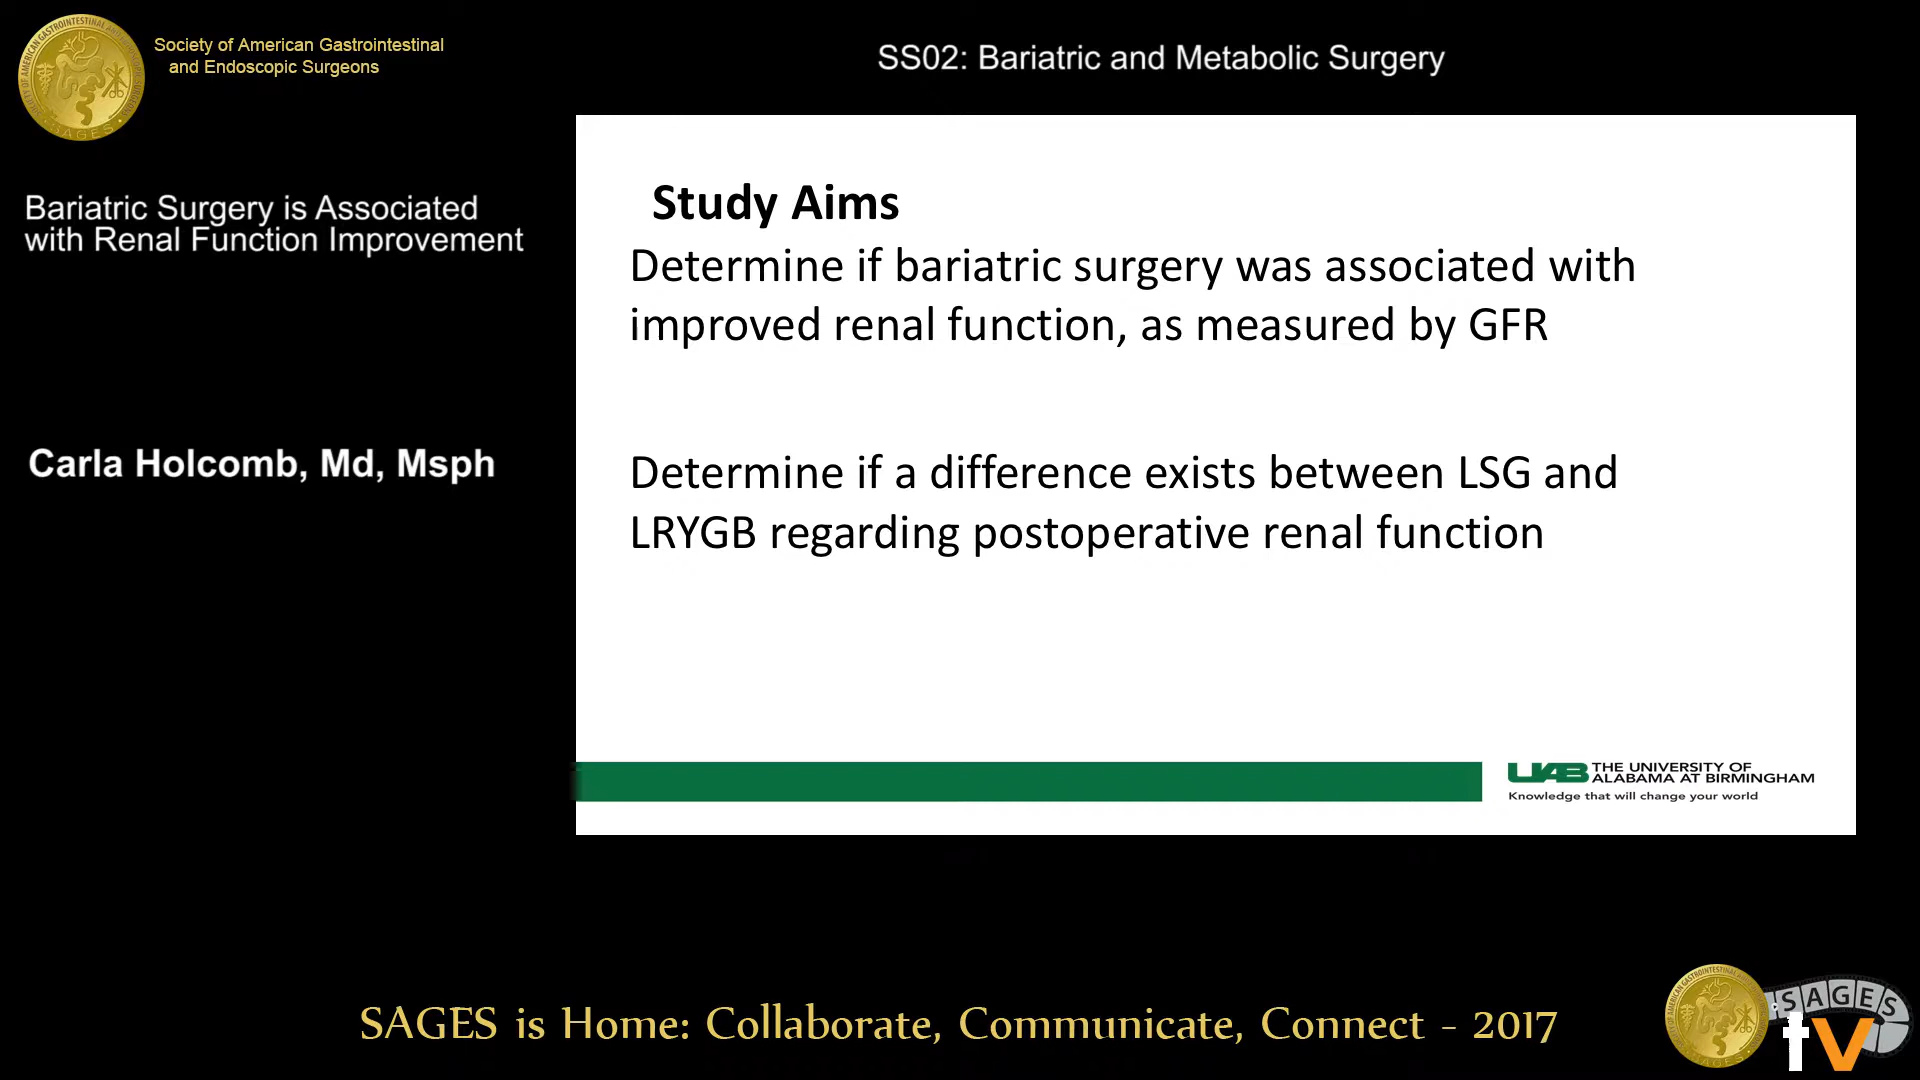 Society of American Gastrointestinal
and Endoscopic Surgeons
SS02: Bariatric and Metabolic Surgery
Bariatric Surgery is Associated
with Renal Function Improvement
Carla Holcomb, Md, Msph
Study Aims
Determine if bariatric surgery was associated with
improved renal function, as measured by GFR
Determine if a difference exists between LSG and
LRYGB regarding postoperative renal function
UAB THE UNIVERSITY OF
ALABAMA AT BIRMINGHAM
Knowledge that will change your world
SAGES is Home: Collaborate, Communicate, Connect - 2017
SAGES
tv
SAGES